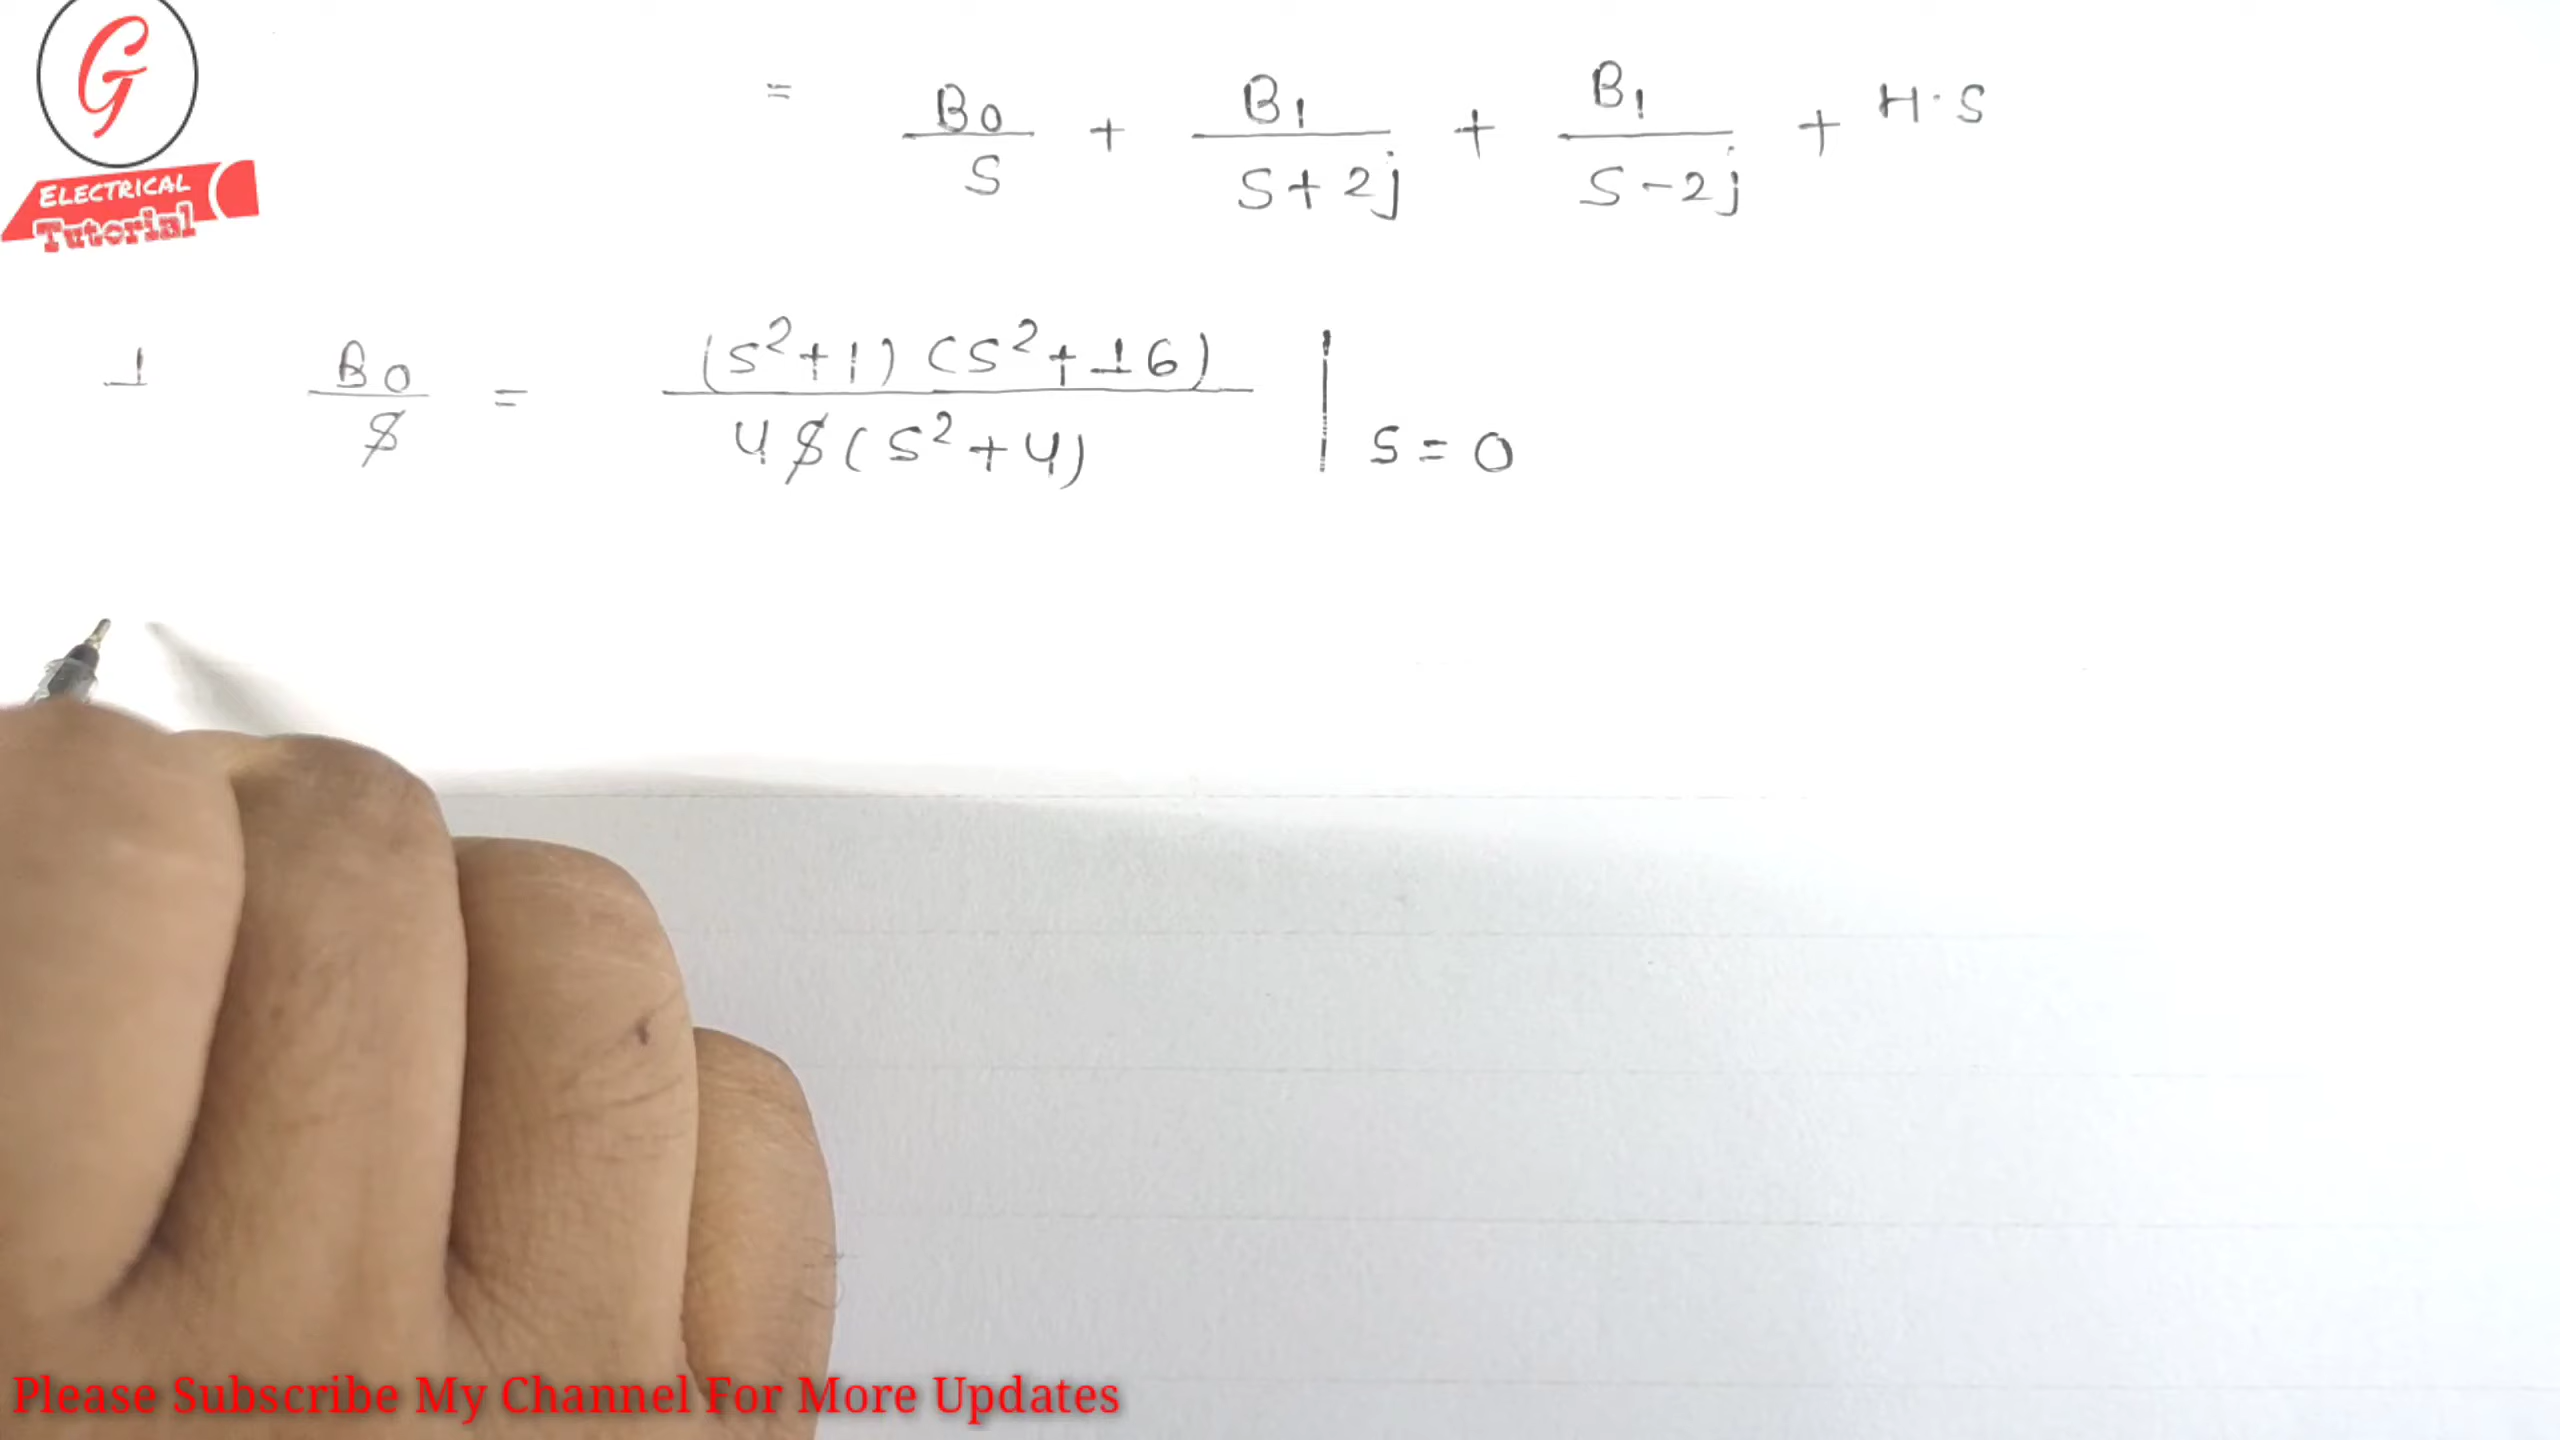 G
ELECTRICAL
Tutorial
= B0/S + B1/(S+2j) + B1/(S-2j) + H·S
1 B0/S = (S²+1)(S²+16)/4S(S²+4) | S=0
Please Subscribe My Channel For More Updates